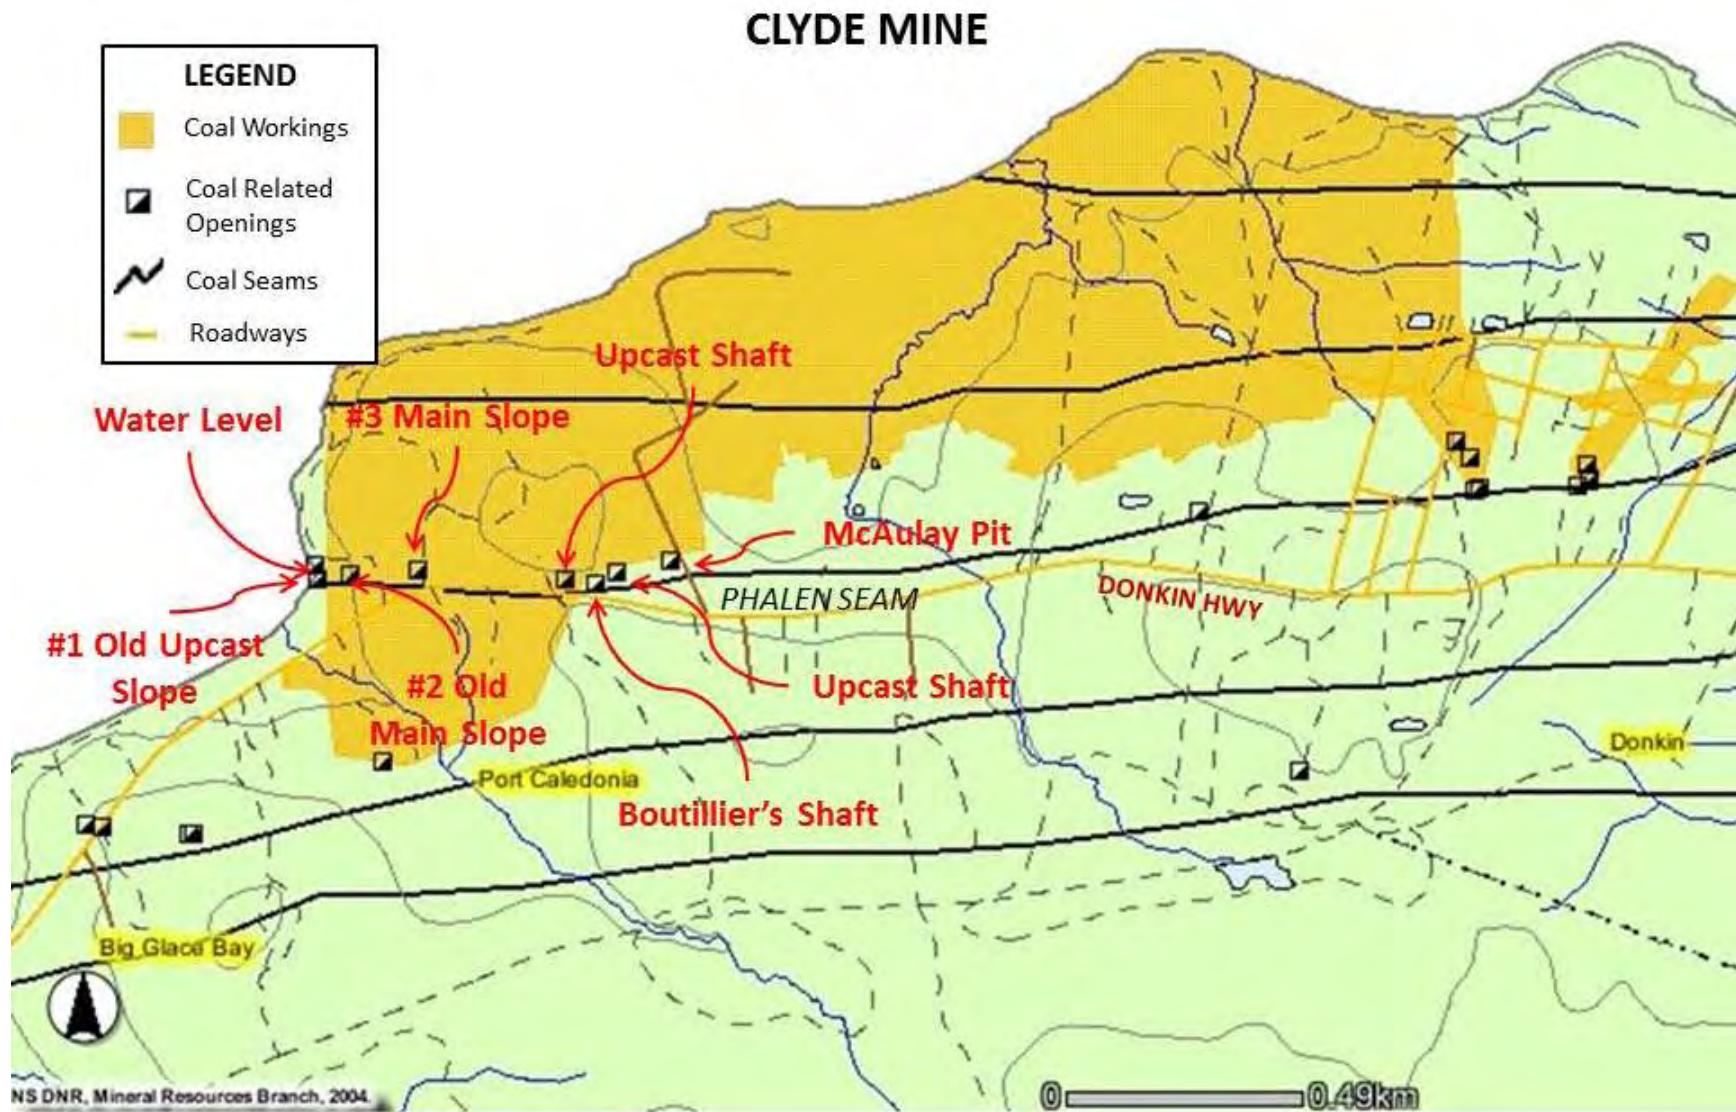 CLYDE MINE
LEGEND
Coal Workings
Coal Related
Openings
Coal Seams
Roadways
Upcast Shaft
Water Level
#3 Main Slope
McAulay Pit
PHALEN SEAM
DONKIN HWY
#1 Old Upcast
Slope
#2 Old
Main Slope
Upcast Shaft
Boutillier's Shaft
Port Caledonia
Donkin
Big Glace Bay
NS DNR, Mineral Resources Branch, 2004.
0 0.49km